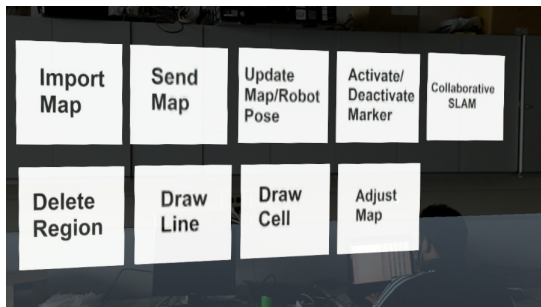 Import
Map
Send
Map
Update
Map/Robot
Pose
Activate/
Deactivate
Marker
Collaborative
SLAM
Delete
Region
Draw
Line
Draw
Cell
Adjust
Map